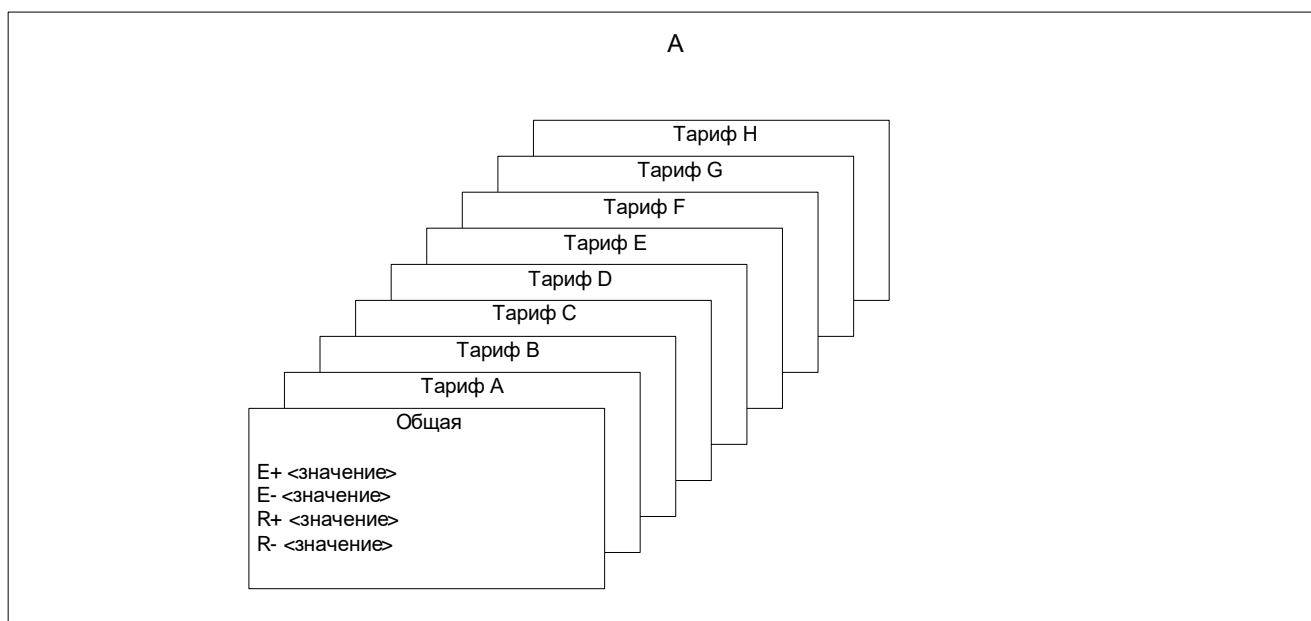 А
Тариф H
Тариф G
Тариф F
Тариф E
Тариф D
Тариф C
Тариф B
Тариф A
Общая
E+ <значение>
E- <значение>
R+ <значение>
R- <значение>